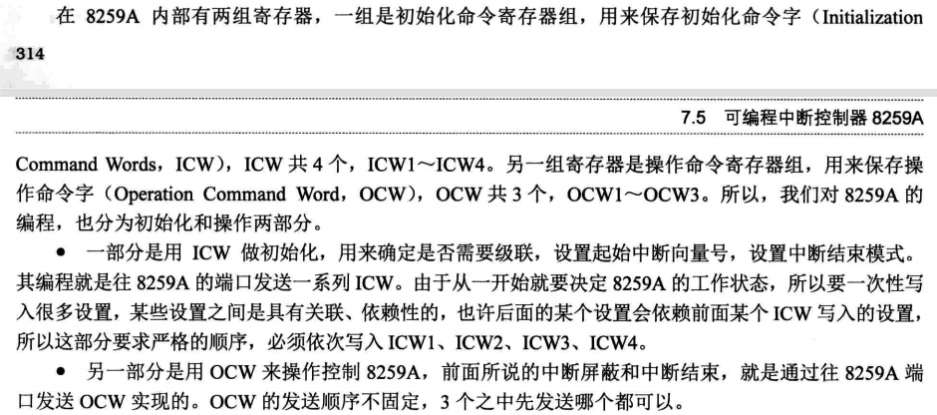 在 8259A 内部有两组寄存器，一组是初始化命令寄存器组，用来保存初始化命令字（Initialization
314
7.5 可编程中断控制器 8259A
Command Words，ICW），ICW 共 4 个，ICW1～ICW4。另一组寄存器是操作命令寄存器组，用来保存操
作命令字（Operation Command Word，OCW），OCW 共 3 个，OCW1～OCW3。所以，我们对 8259A 的
编程，也分为初始化和操作两部分。
● 一部分是用 ICW 做初始化，用来确定是否需要级联，设置起始中断向量号，设置中断结束模式。
其编程就是往 8259A 的端口发送一系列 ICW。由于从一开始就要决定 8259A 的工作状态，所以要一次性写
入很多设置，某些设置之间是具有关联、依赖性的，也许后面的某个设置会依赖前面某个 ICW 写入的设置，
所以这部分要求严格的顺序，必须依次写入 ICW1、ICW2、ICW3、ICW4。
● 另一部分是用 OCW 来操作控制 8259A，前面所说的中断屏蔽和中断结束，就是通过往 8259A 端
口发送 OCW 实现的。OCW 的发送顺序不固定，3 个之中先发送哪个都可以。